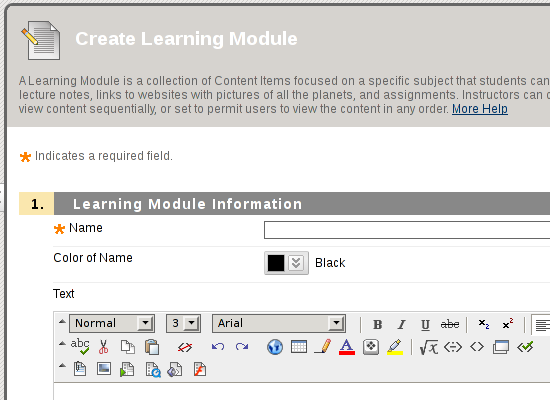 Create Learning Module
A Learning Module is a collection of Content Items focused on a specific subject that students can
lecture notes, links to websites with pictures of all the planets, and assignments. Instructors can
view content sequentially, or set to permit users to view the content in any order. More Help
Indicates a required field.
1. Learning Module Information
Name
Color of Name
Black
Text
Normal 3 Arial B I U abc x2 x2
abc